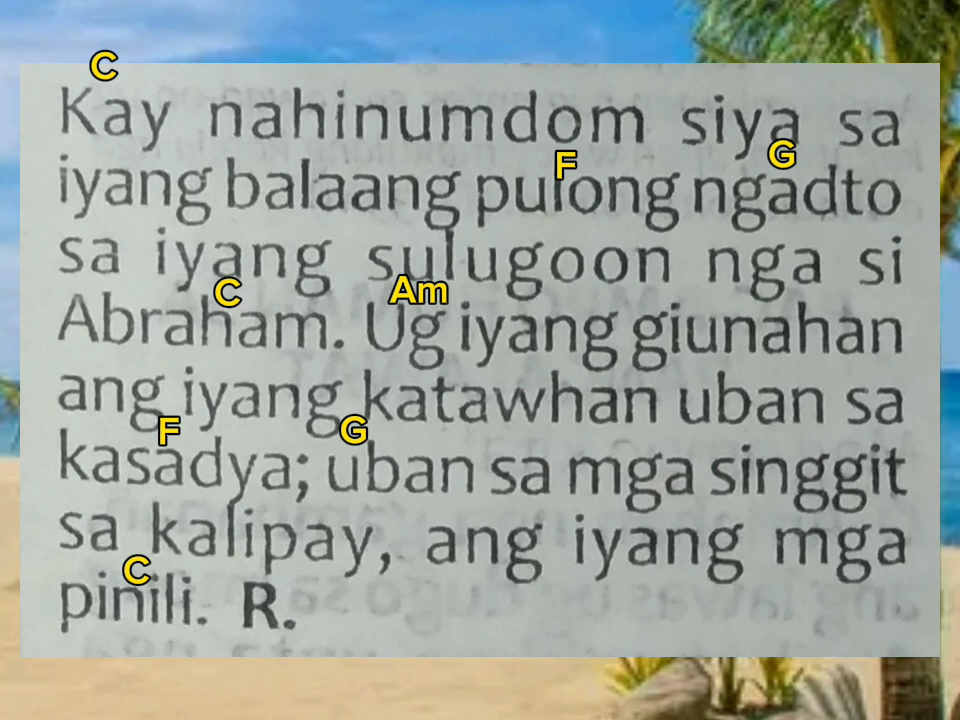 C
Kay nahinumdom siya sa
F G
iyang balaang pulong ngadto
sa iyang sulugoon nga si
C Am
Abraham. Ug iyang giunahan
ang iyang katawhan uban sa
F G
kasadya; uban sa mga singgit
sa kalipay, ang iyang mga
C
pinili. R.